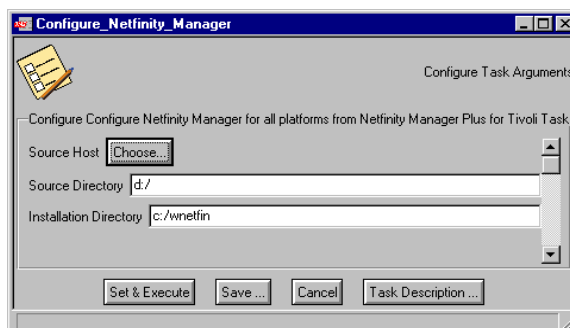 Configure_Netfinity_Manager
Configure Task Arguments
Configure Configure Netfinity Manager for all platforms from Netfinity Manager Plus for Tivoli Task
Source Host Choose...
Source Directory d:/
Installation Directory c:/wnetfin
Set & Execute Save ... Cancel Task Description ...